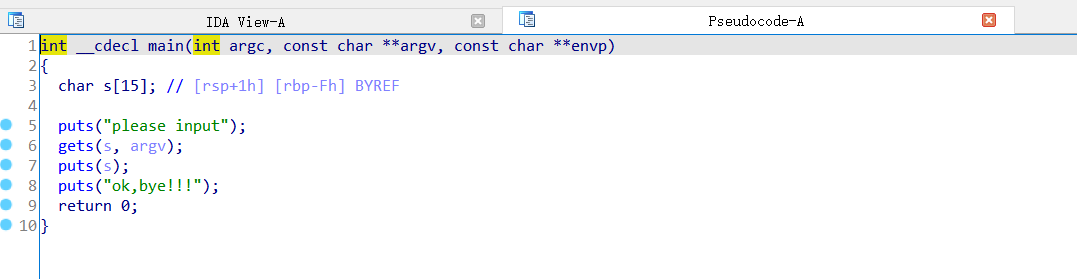 IDA View-A Pseudocode-A
1 int __cdecl main(int argc, const char **argv, const char **envp)
2 {
3 char s[15]; // [rsp+1h] [rbp-Fh] BYREF
4
5 puts("please input");
6 gets(s, argv);
7 puts(s);
8 puts("ok,bye!!!");
9 return 0;
10 }